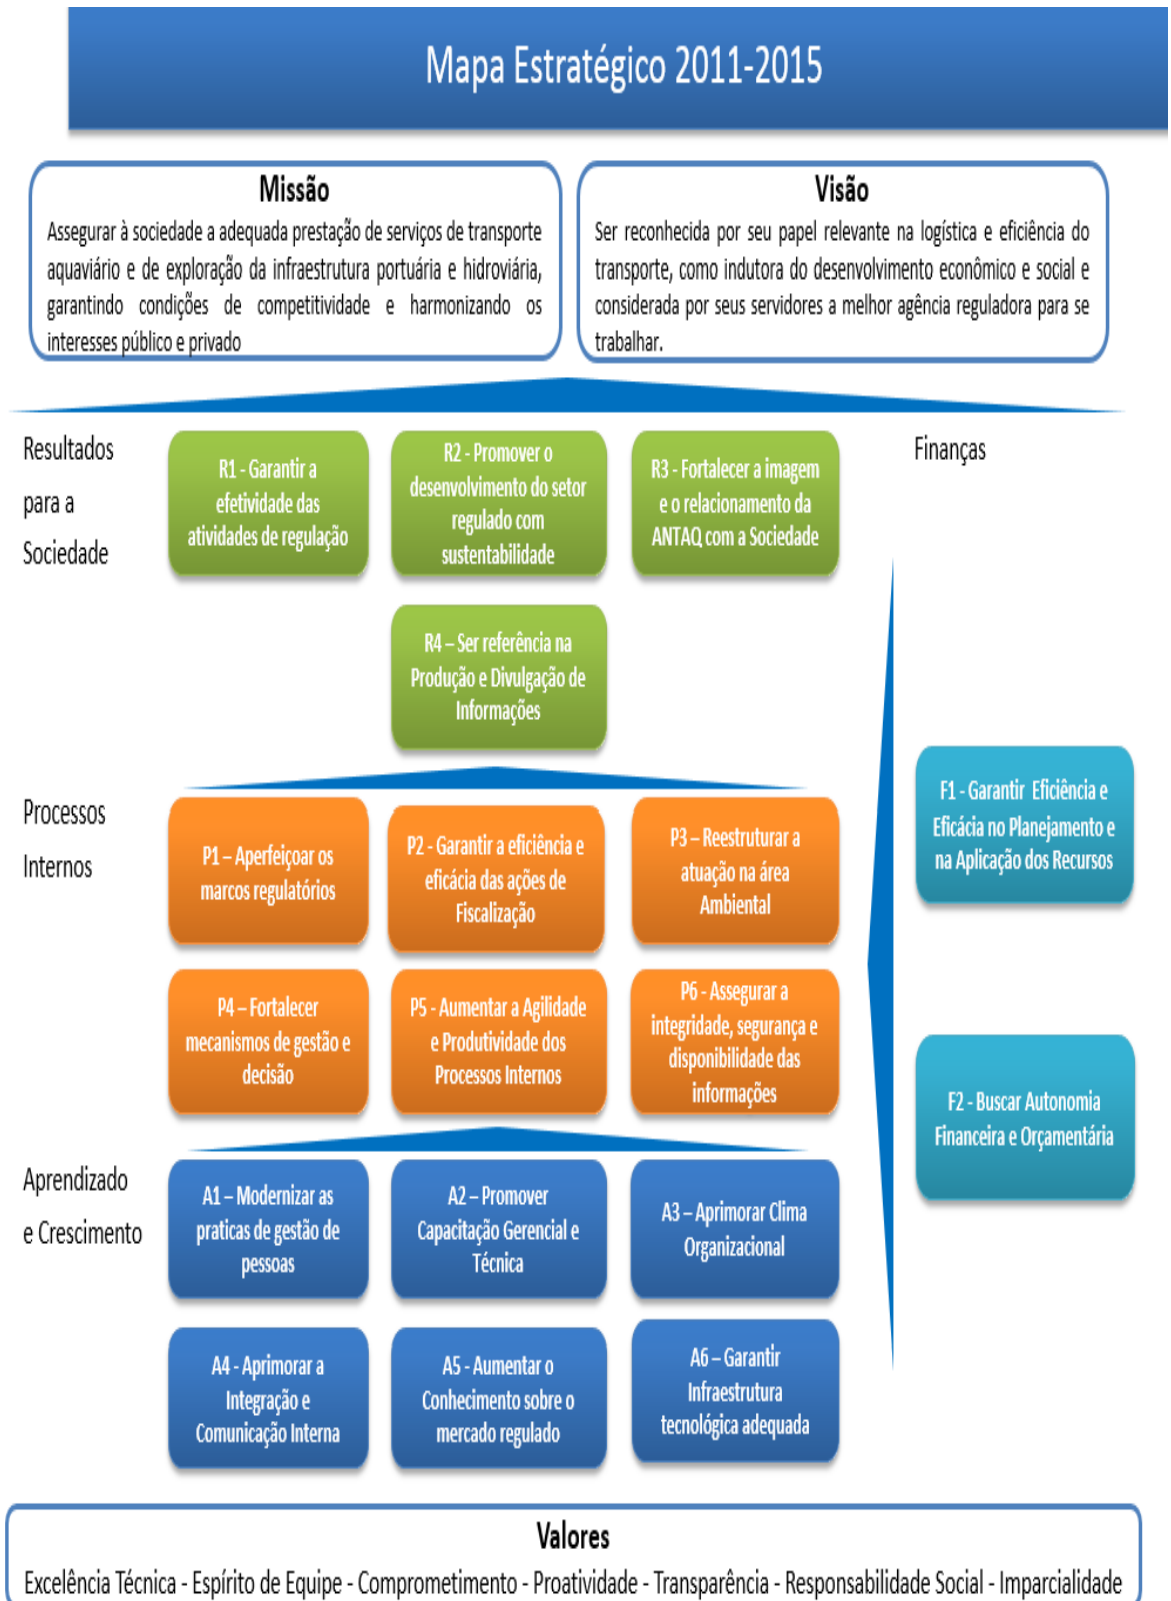 Mapa Estratégico 2011-2015
Missão
Assegurar à sociedade a adequada prestação de serviços de transporte
aquaviário e de exploração da infraestrutura portuária e hidroviária,
garantindo condições de competitividade e harmonizando os
interesses público e privado
Visão
Ser reconhecida por seu papel relevante na logística e eficiência do
transporte, como indutora do desenvolvimento econômico e social e
considerada por seus servidores a melhor agência reguladora para se
trabalhar.
Resultados
para a
Sociedade
R1 - Garantir a
efetividade das
atividades de regulação
R2 - Promover o
desenvolvimento do setor
regulado com
sustentabilidade
R3 - Fortalecer a imagem
e o relacionamento da
ANTAQ com a Sociedade
R4 – Ser referência na
Produção e Divulgação de
Informações
Finanças
F1 - Garantir Eficiência e
Eficácia no Planejamento e
na Aplicação dos Recursos
F2 - Buscar Autonomia
Financeira e Orçamentária
Processos
Internos
P1 – Aperfeiçoar os
marcos regulatórios
P2 - Garantir a eficiência e
eficácia das ações de
Fiscalização
P3 – Reestruturar a
atuação na área
Ambiental
P4 – Fortalecer
mecanismos de gestão e
decisão
P5 - Aumentar a Agilidade
e Produtividade dos
Processos Internos
P6 - Assegurar a
integridade, segurança e
disponibilidade das
informações
Aprendizado
e Crescimento
A1 – Modernizar as
praticas de gestão de
pessoas
A2 – Promover
Capacitação Gerencial e
Técnica
A3 – Aprimorar Clima
Organizacional
A4 - Aprimorar a
Integração e
Comunicação Interna
A5 - Aumentar o
Conhecimento sobre o
mercado regulado
A6 – Garantir
Infraestrutura
tecnológica adequada
Valores
Excelência Técnica - Espírito de Equipe - Comprometimento - Proatividade - Transparência - Responsabilidade Social - Imparcialidade